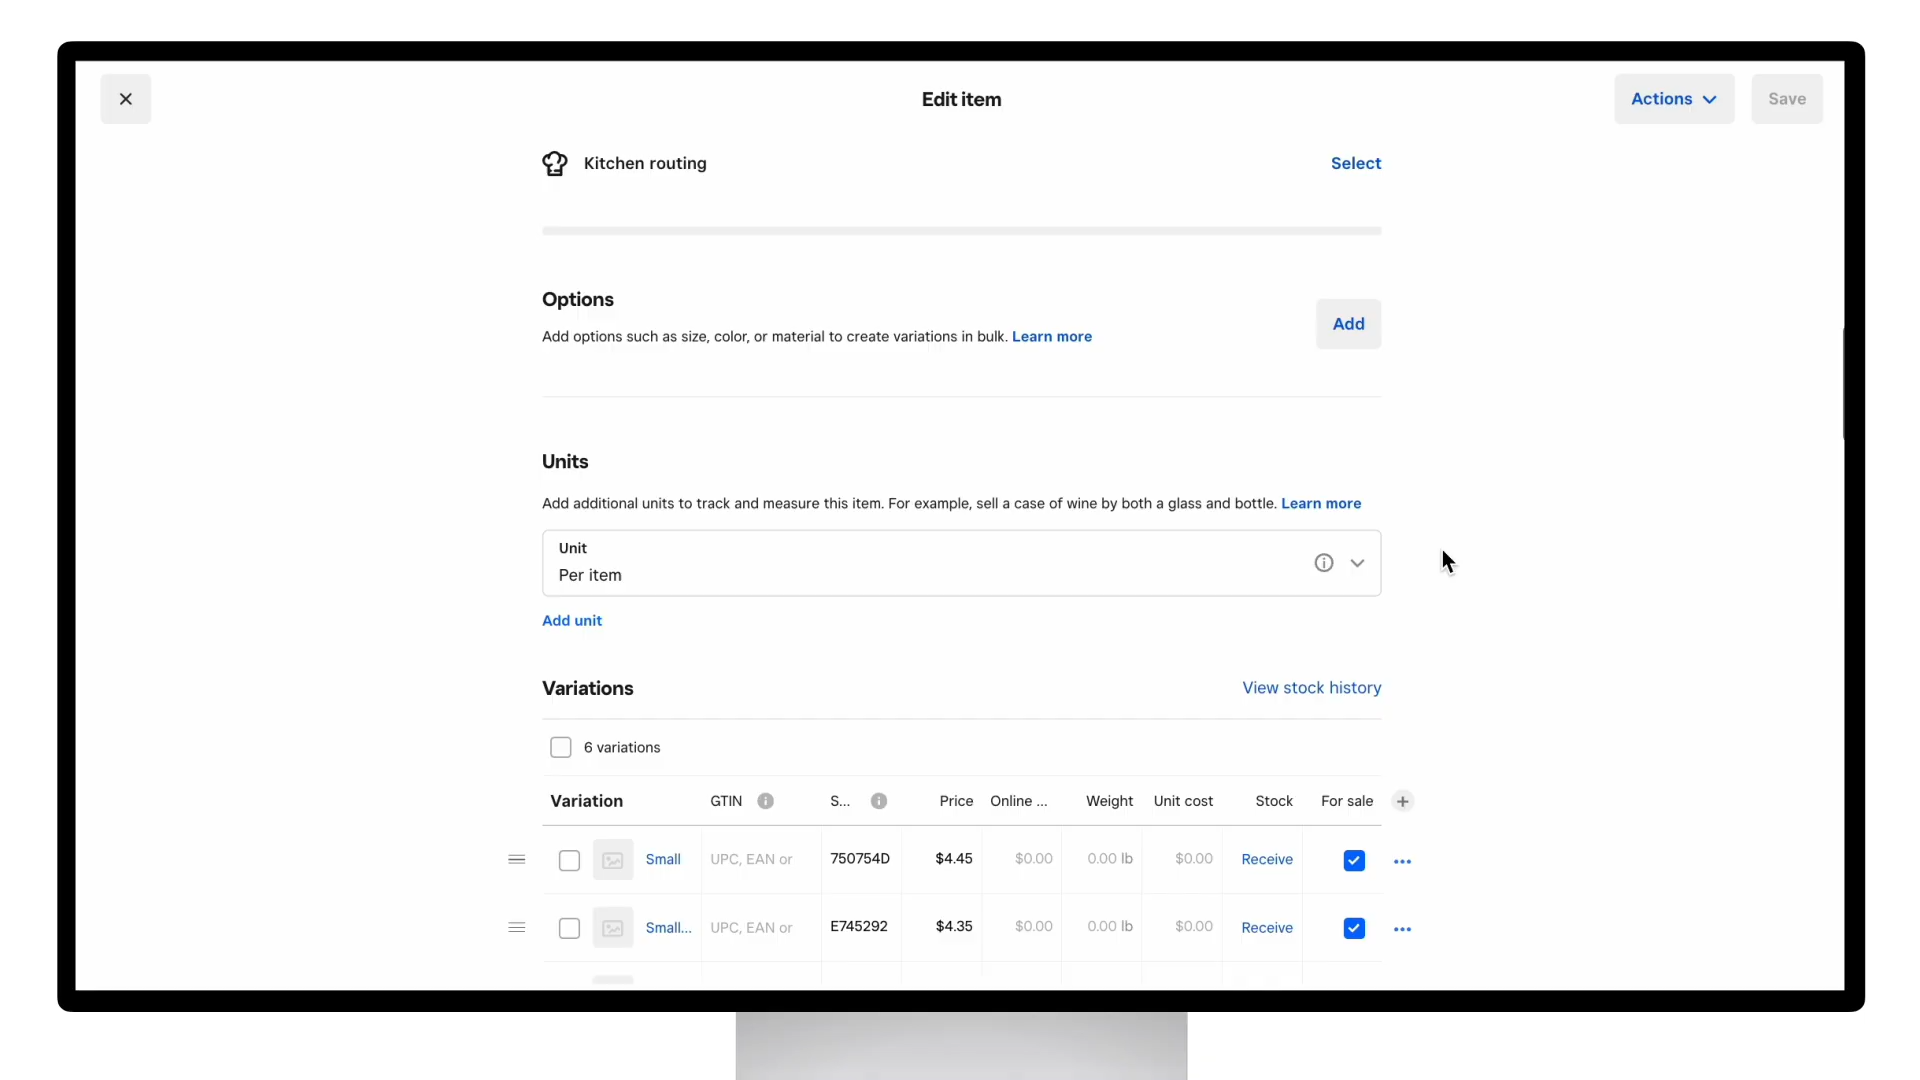 Edit item
Actions
Save
Kitchen routing
Select
Options
Add options such as size, color, or material to create variations in bulk. Learn more
Add
Units
Add additional units to track and measure this item. For example, sell a case of wine by both a glass and bottle. Learn more
Unit
Per item
Add unit
Variations
View stock history
6 variations
Variation GTIN S... Price Online ... Weight Unit cost Stock For sale
Small UPC, EAN or 750754D $4.45 $0.00 0.00 lb $0.00 Receive
Small... UPC, EAN or E745292 $4.35 $0.00 0.00 lb $0.00 Receive